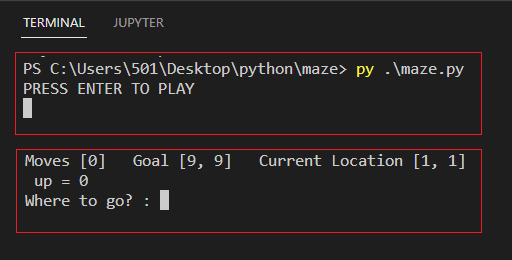 TERMINAL JUPYTER
PS C:\Users\501\Desktop\python\maze> py .\maze.py
PRESS ENTER TO PLAY
Moves [0] Goal [9, 9] Current Location [1, 1]
up = 0
Where to go? :